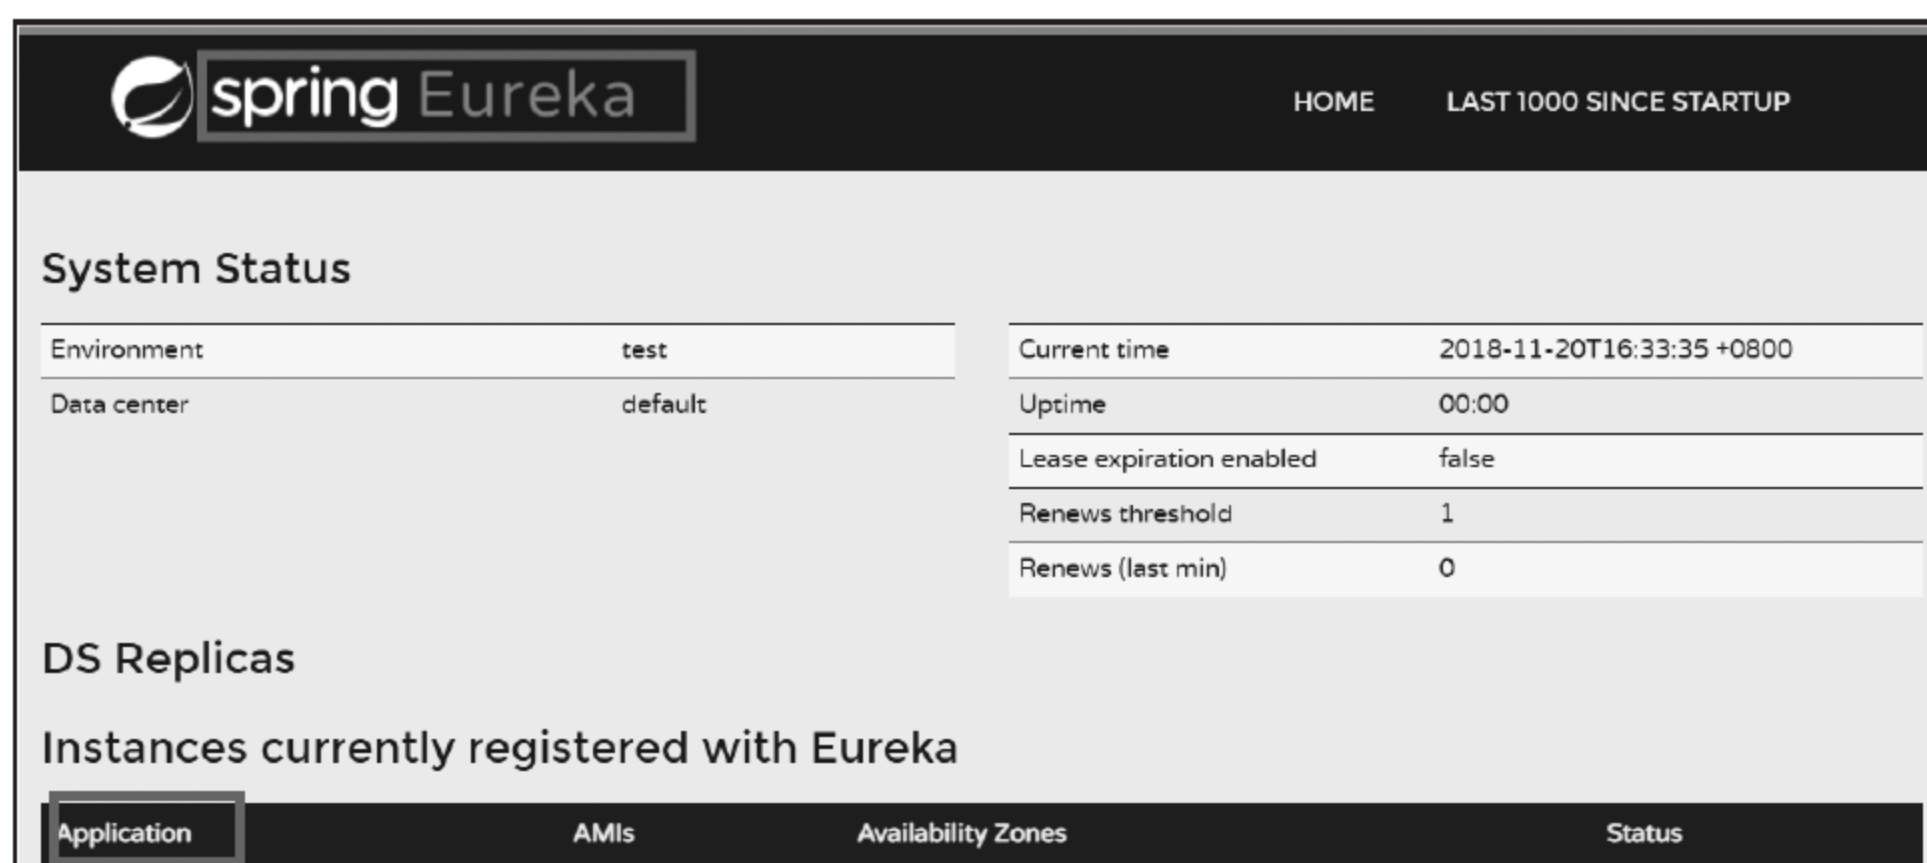 spring Eureka HOME LAST 1000 SINCE STARTUP
System Status
Environment test
Data center default
Current time 2018-11-20T16:33:35 +0800
Uptime 00:00
Lease expiration enabled false
Renews threshold 1
Renews (last min) 0
DS Replicas
Instances currently registered with Eureka
Application AMIs Availability Zones Status